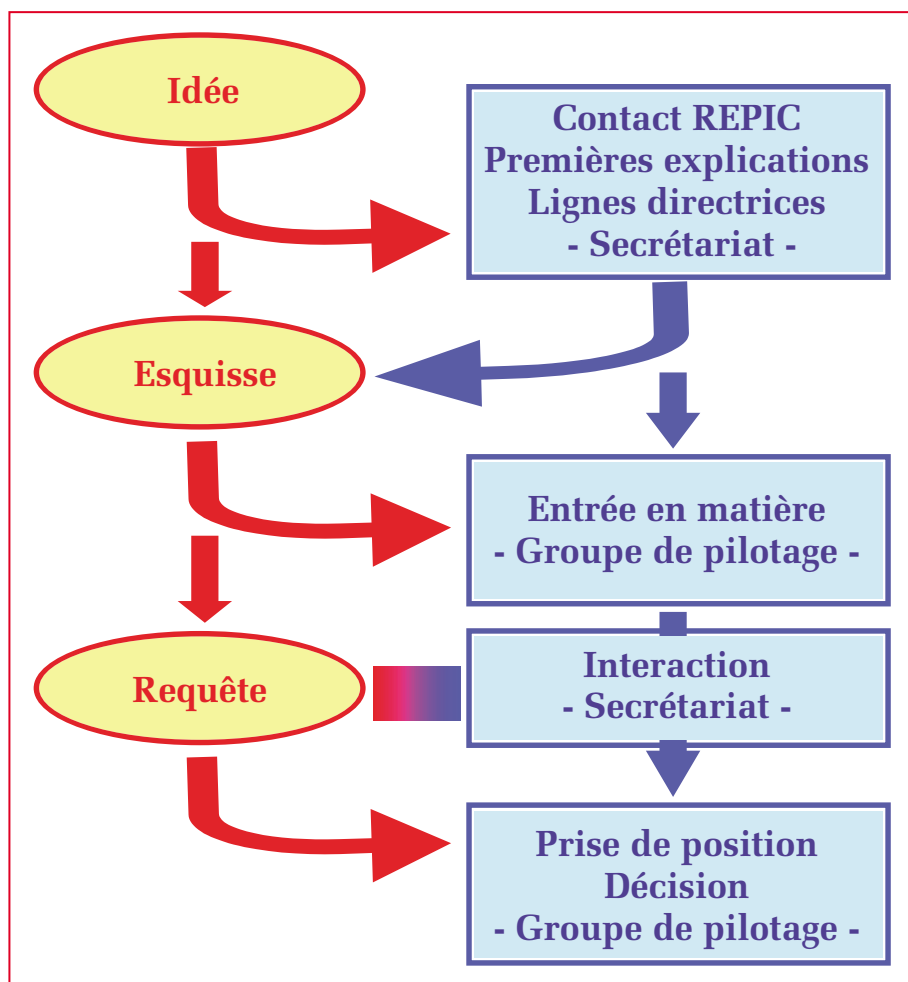 Idée
Contact REPIC
Premières explications
Lignes directrices
- Secrétariat -
Esquisse
Entrée en matière
- Groupe de pilotage -
Requête
Interaction
- Secrétariat -
Prise de position
Décision
- Groupe de pilotage -